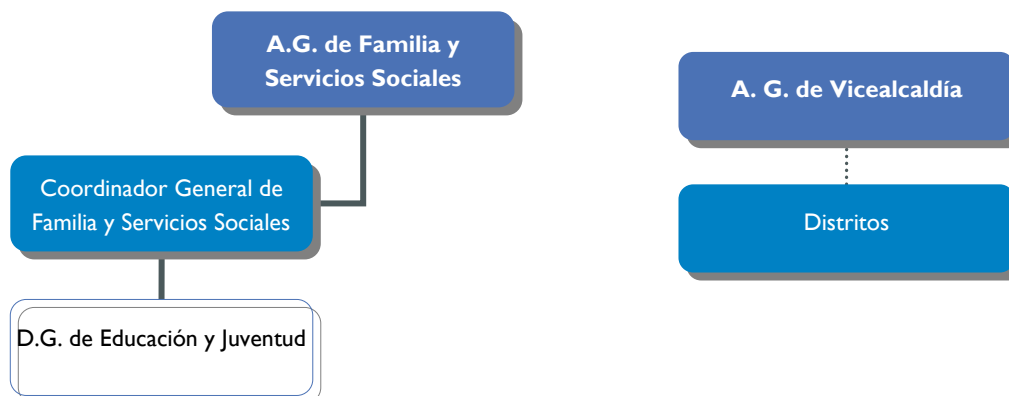 A.G. de Familia y
Servicios Sociales
A. G. de Vicealcaldía
Coordinador General de
Familia y Servicios Sociales
Distritos
D.G. de Educación y Juventud